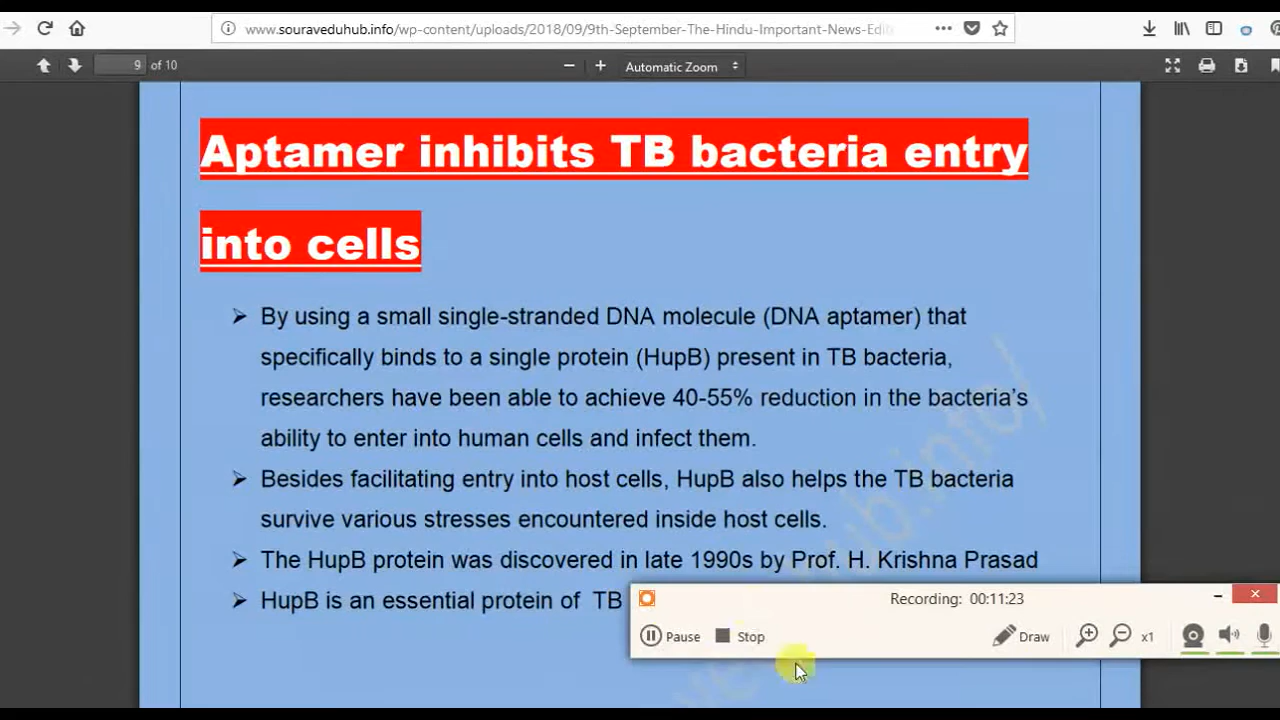 www.souraveduhub.info/wp-content/uploads/2018/09/9th-September-The-Hindu-Important-News-Edit
9 of 10
Automatic Zoom
Aptamer inhibits TB bacteria entry
into cells
➢ By using a small single-stranded DNA molecule (DNA aptamer) that
specifically binds to a single protein (HupB) present in TB bacteria,
researchers have been able to achieve 40-55% reduction in the bacteria's
ability to enter into human cells and infect them.
➢ Besides facilitating entry into host cells, HupB also helps the TB bacteria
survive various stresses encountered inside host cells.
➢ The HupB protein was discovered in late 1990s by Prof. H. Krishna Prasad
➢ HupB is an essential protein of TB
Recording: 00:11:23
Pause Stop Draw x1